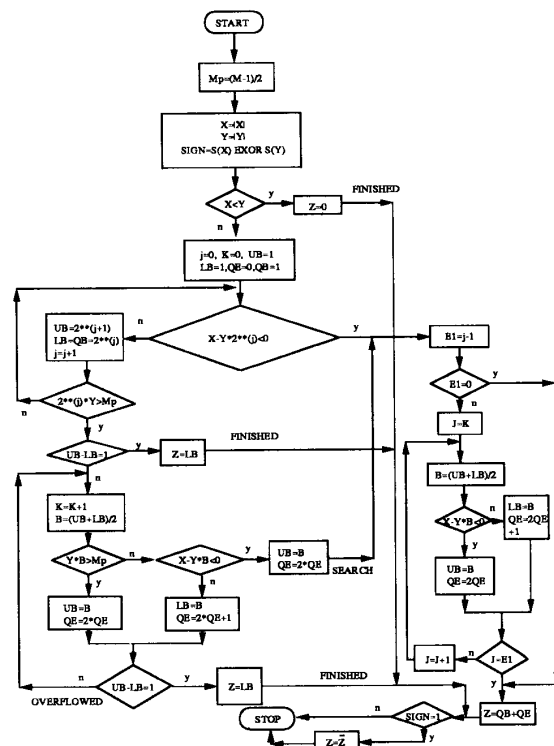 START
Mp=(M-1)/2
X=|X|
Y=|Y|
SIGN=S(X) EXOR S(Y)
X<Y
y
FINISHED
Z=0
n
j=0, K=0, UB=1
LB=1,QE=0,QB=1
UB=2**(j+1)
LB=QB=2**(j)
j=j+1
n
X-Y*2**(j)<0
y
E1=j-1
2**(j)*Y>Mp
n
y
E1=0
y
n
J=K
UB-LB=1
y
Z=LB
FINISHED
n
B=(UB+LB)/2
K=K+1
B=(UB+LB)/2
X-Y*B<0
n
LB=B
QE=2QE
+1
y
Y*B>Mp
n
X-Y*B<0
y
UB=B
QE=2*QE
SEARCH
UB=B
QE=2QE
y
n
UB=B
QE=2*QE
LB=B
QE=2*QE+1
J=J+1
n
J=E1
y
UB-LB=1
n
OVERFLOWED
y
Z=LB
FINISHED
Z=QB+QE
STOP
n
SIGN=1
y
Z=Z̄